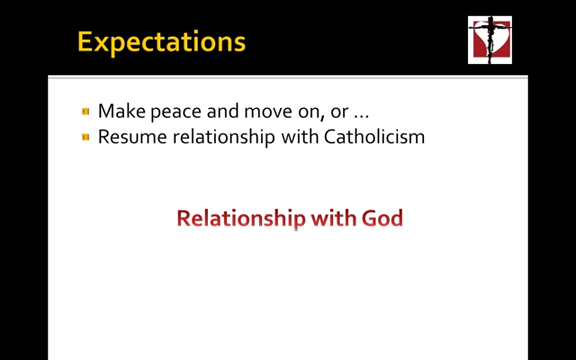 Expectations
Make peace and move on, or …
Resume relationship with Catholicism
Relationship with God